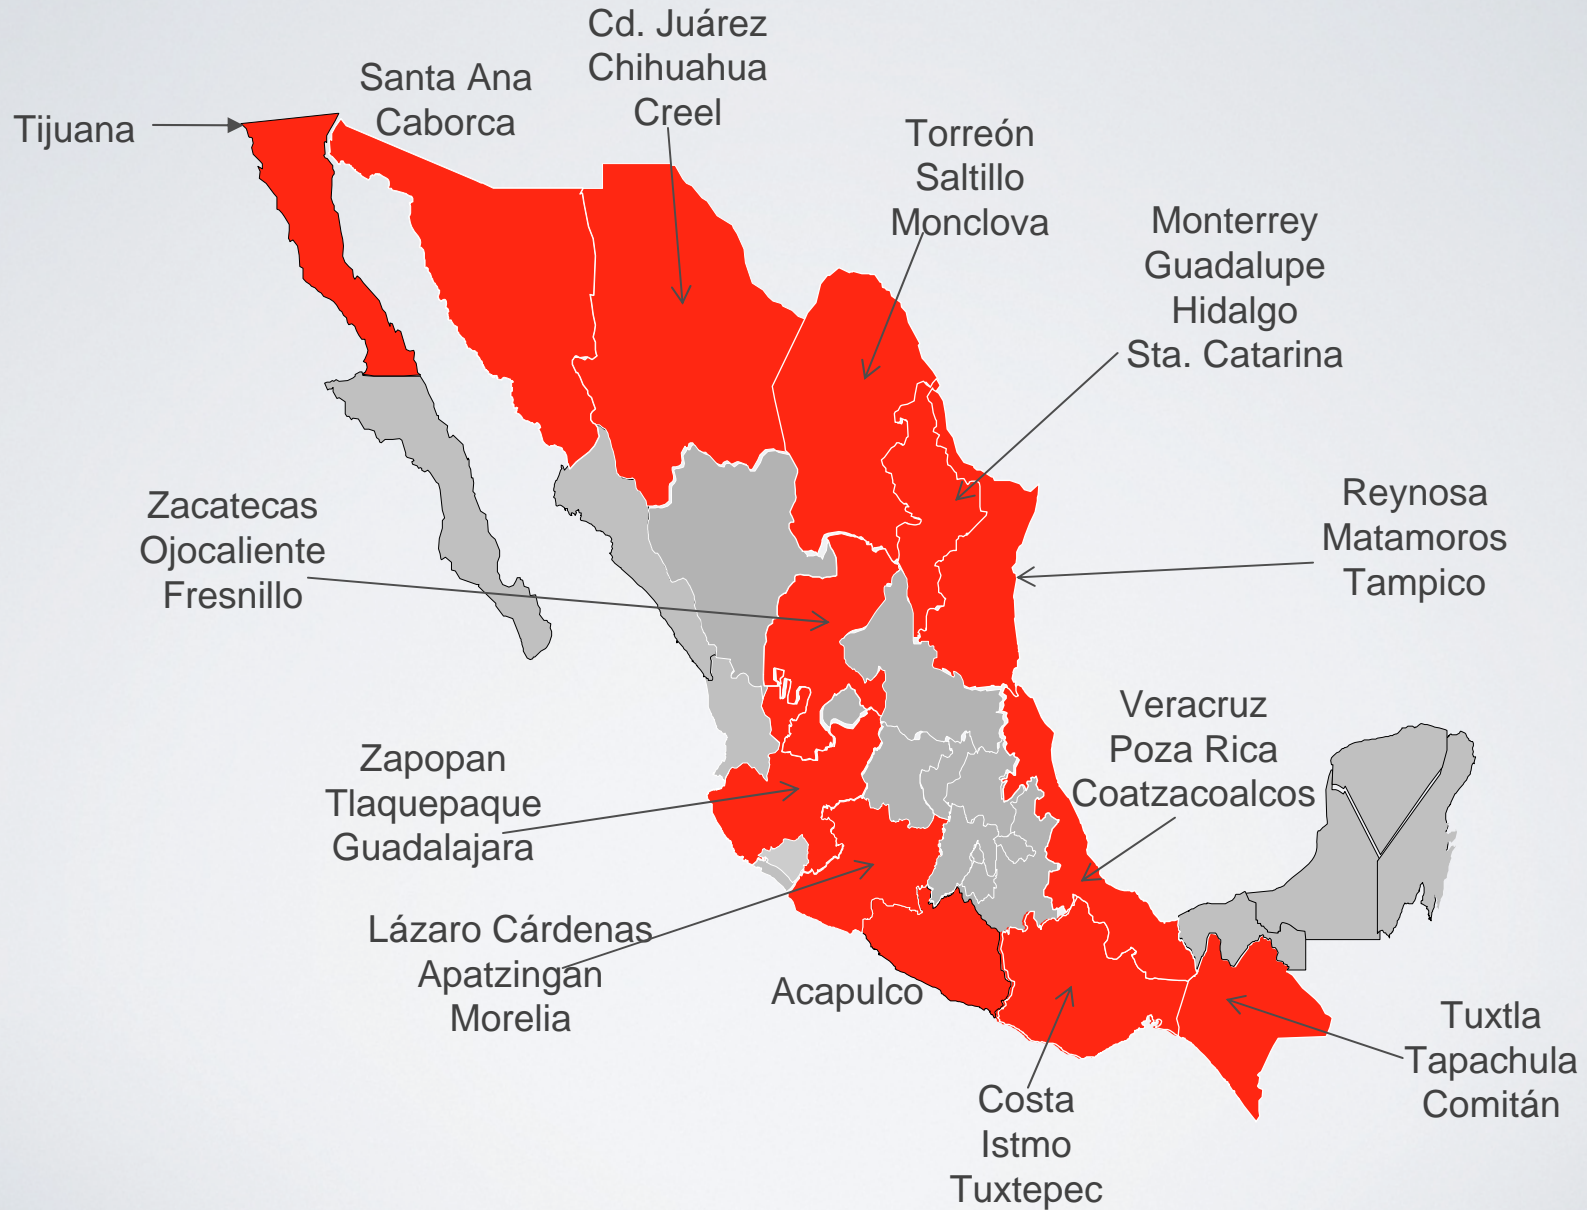 Cd. Juárez
Chihuahua
Creel
Santa Ana
Caborca
Tijuana
Torreón
Saltillo
Monclova
Monterrey
Guadalupe
Hidalgo
Sta. Catarina
Zacatecas
Ojocaliente
Fresnillo
Reynosa
Matamoros
Tampico
Veracruz
Poza Rica
Coatzacoalcos
Zapopan
Tlaquepaque
Guadalajara
Lázaro Cárdenas
Apatzingan
Morelia
Acapulco
Tuxtla
Tapachula
Comitán
Costa
Istmo
Tuxtepec